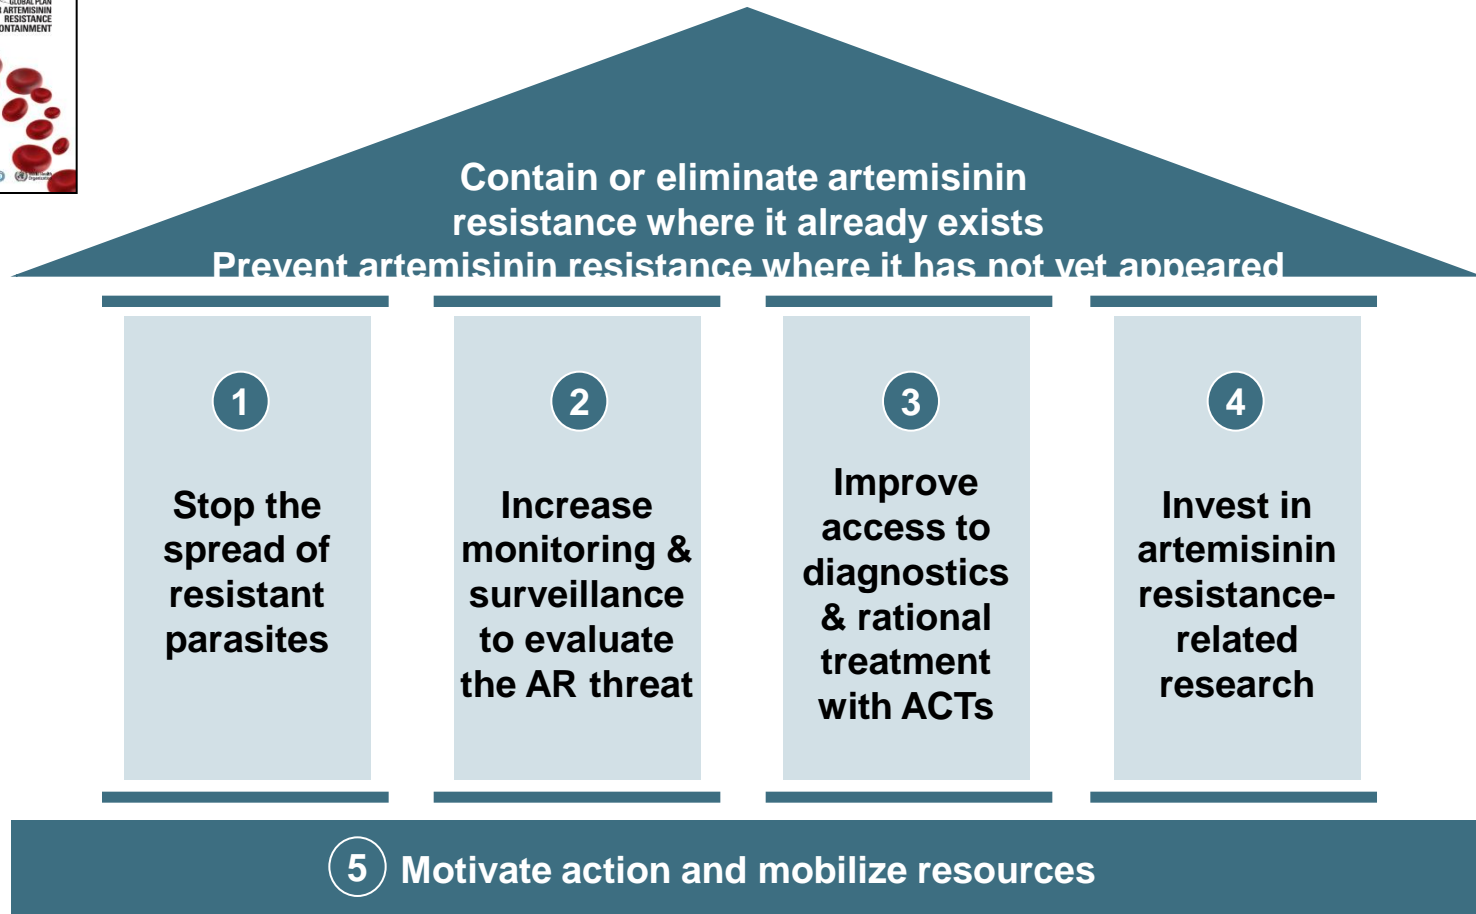 GLOBAL PLAN
ARTEMISININ
RESISTANCE
CONTAINMENT
Contain or eliminate artemisinin
resistance where it already exists
Prevent artemisinin resistance where it has not yet appeared
1
Stop the
spread of
resistant
parasites
2
Increase
monitoring &
surveillance
to evaluate
the AR threat
3
Improve
access to
diagnostics
& rational
treatment
with ACTs
4
Invest in
artemisinin
resistance-
related
research
5 Motivate action and mobilize resources